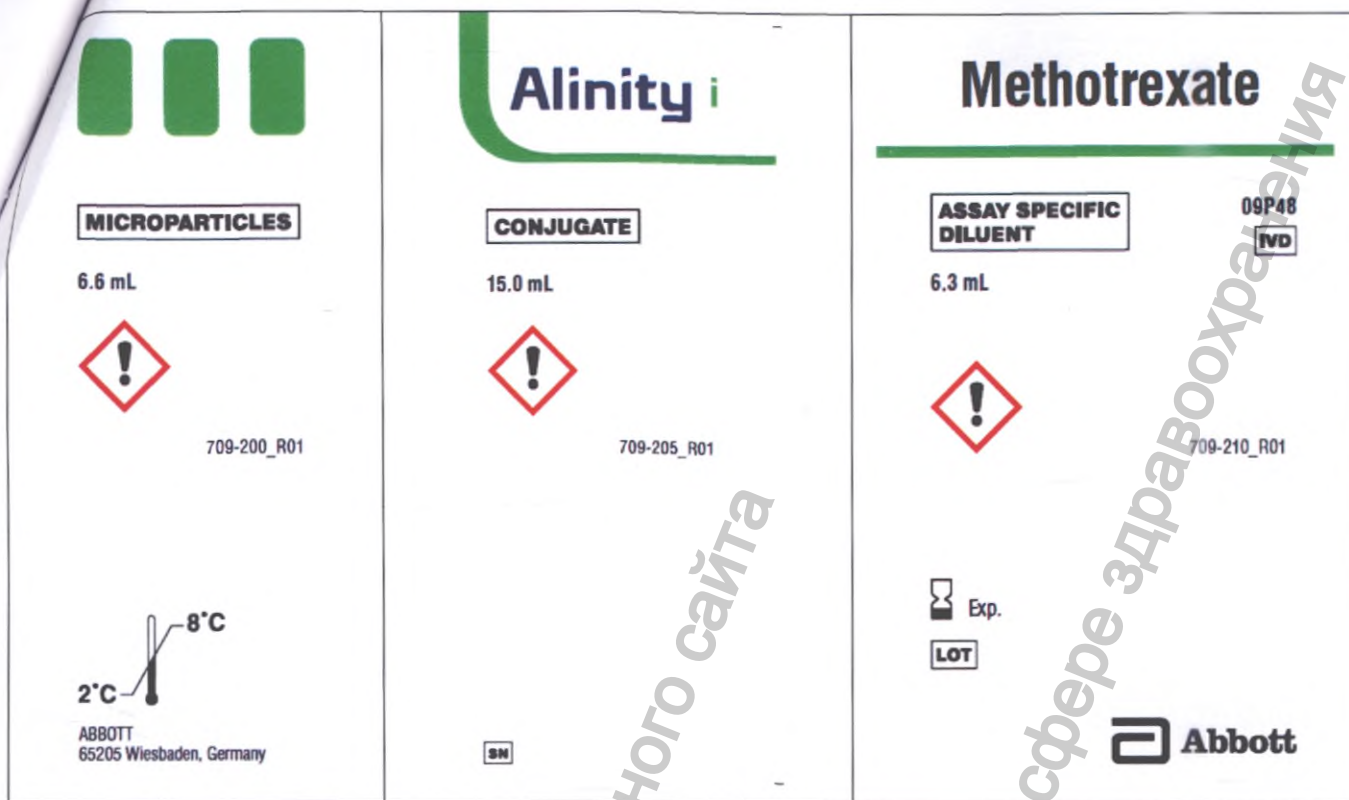 MICROPARTICLES
6.6 mL
709-200_R01
8°C
2°C
ABBOTT
65205 Wiesbaden, Germany
Alinity i
CONJUGATE
15.0 mL
709-205_R01
SN
Methotrexate
ASSAY SPECIFIC
DILUENT
09P48
IVD
6.3 mL
709-210_R01
Exp.
LOT
Abbott
ного сайта
сфере здравоохранения